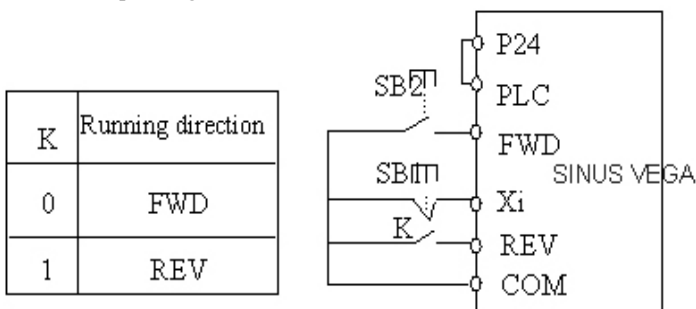 K Running direction
0 FWD
1 REV
P24
SB2
PLC
FWD
SINUS VEGA
SB1
Xi
K
REV
COM